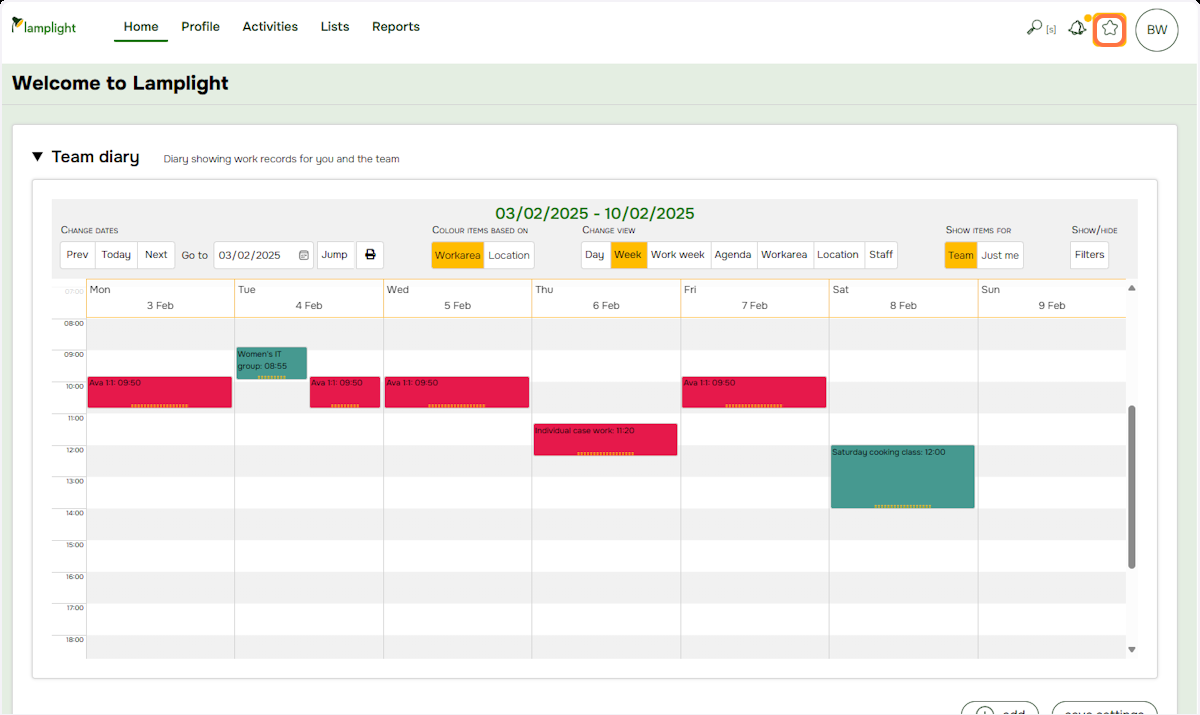 lamplight
Home Profile Activities Lists Reports
[s]
BW
Welcome to Lamplight
▼ Team diary Diary showing work records for you and the team
03/02/2025 - 10/02/2025
CHANGE DATES COLOUR ITEMS BASED ON CHANGE VIEW SHOW ITEMS FOR SHOW/HIDE
Prev Today Next Go to 03/02/2025 Jump Workarea Location Day Week Work week Agenda Workarea Location Staff Team Just me Filters
Mon Tue Wed Thu Fri Sat Sun
07:00
3 Feb 4 Feb 5 Feb 6 Feb 7 Feb 8 Feb 9 Feb
08:00
09:00
Women's IT
group: 08:55
10:00
Ava 1:1: 09:50 Ava 1:1: 09:50 Ava 1:1: 09:50 Ava 1:1: 09:50
11:00
Individual case work: 11:20
12:00
Saturday cooking class: 12:00
13:00
14:00
15:00
16:00
17:00
18:00
add save settings